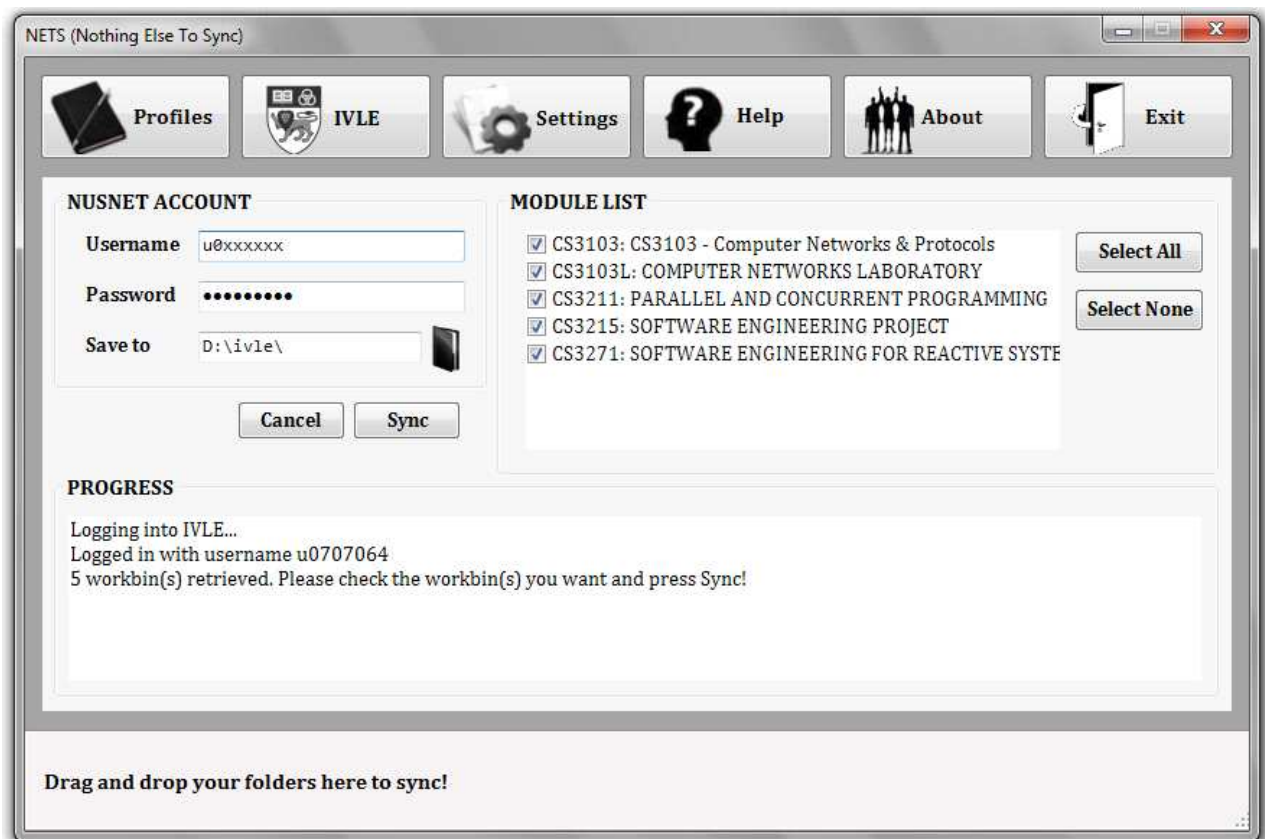 NETS (Nothing Else To Sync)
Profiles
IVLE
Settings
Help
About
Exit
NUSNET ACCOUNT
Username
u0xxxxxx
Password
•••••••••
Save to
D:\ivle\
Cancel
Sync
MODULE LIST
CS3103: CS3103 - Computer Networks & Protocols
CS3103L: COMPUTER NETWORKS LABORATORY
CS3211: PARALLEL AND CONCURRENT PROGRAMMING
CS3215: SOFTWARE ENGINEERING PROJECT
CS3271: SOFTWARE ENGINEERING FOR REACTIVE SYSTE
Select All
Select None
PROGRESS
Logging into IVLE...
Logged in with username u0707064
5 workbin(s) retrieved. Please check the workbin(s) you want and press Sync!
Drag and drop your folders here to sync!